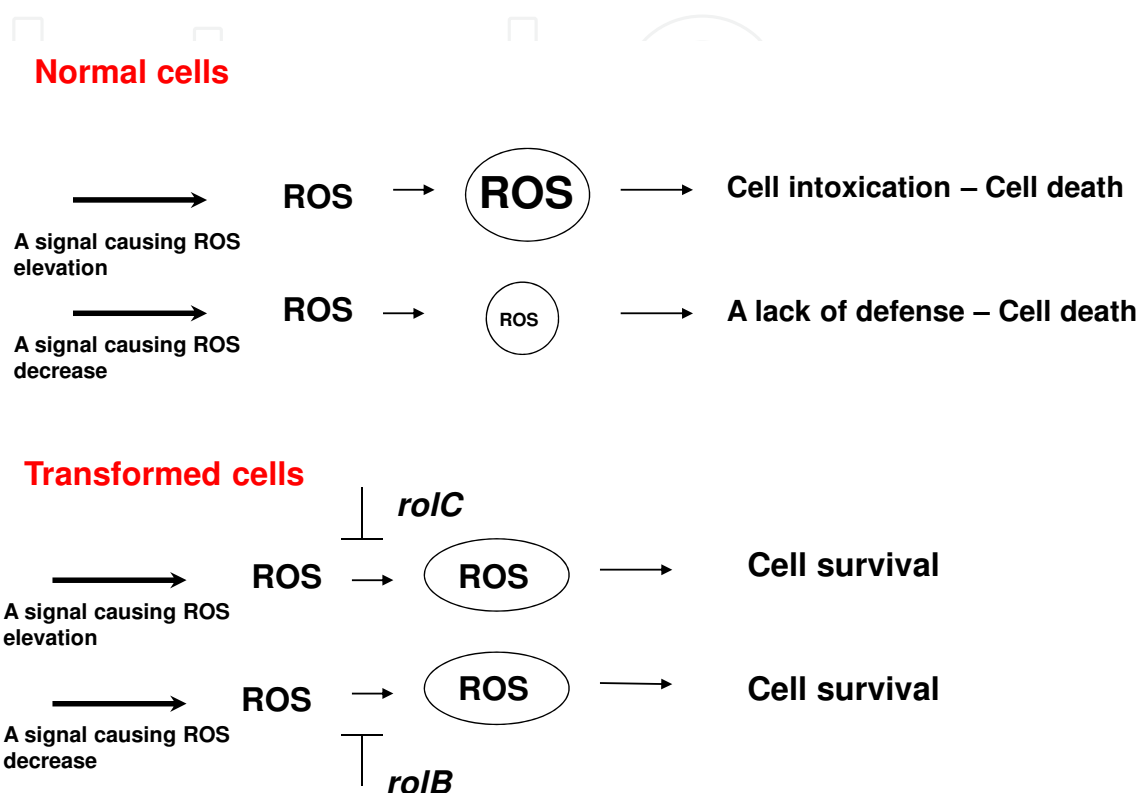 Normal cells
ROS
ROS
Cell intoxication – Cell death
A signal causing ROS
elevation
ROS
ROS
A lack of defense – Cell death
A signal causing ROS
decrease
Transformed cells
rolC
ROS
ROS
Cell survival
A signal causing ROS
elevation
ROS
ROS
Cell survival
A signal causing ROS
decrease
rolB